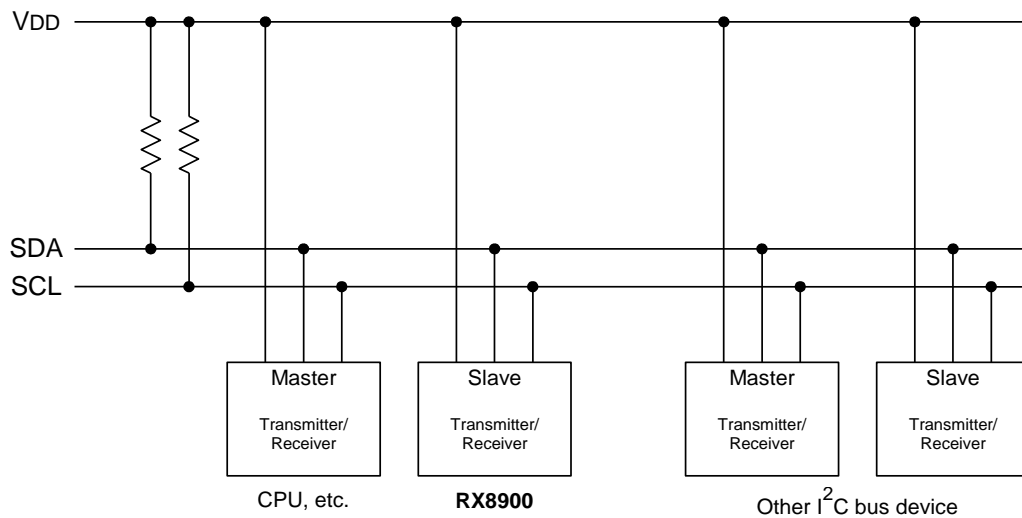 VDD
SDA
SCL
Master
Transmitter/
Receiver
CPU, etc.
Slave
Transmitter/
Receiver
RX8900
Master
Transmitter/
Receiver
Slave
Transmitter/
Receiver
Other I²C bus device